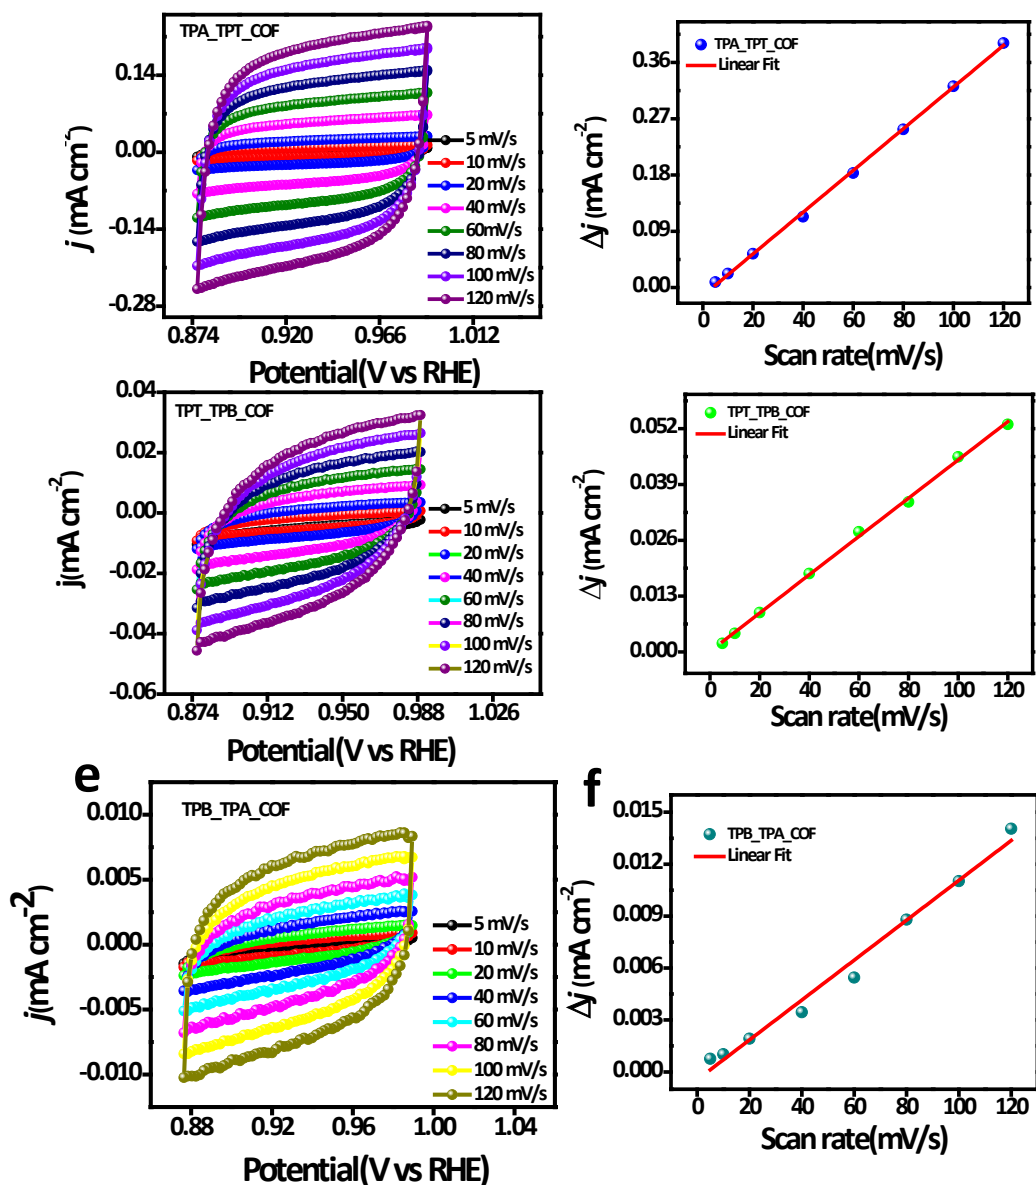 TPA_TPT_COF
0.14
0.00
-0.14
-0.28
j (mA cm-2)
5 mV/s
10 mV/s
20 mV/s
40 mV/s
60mV/s
80 mV/s
100 mV/s
120 mV/s
0.874 0.920 0.966 1.012
Potential(V vs RHE)
TPA_TPT_COF
Linear Fit
0.36
0.27
0.18
0.09
0.00
Δj (mA cm-2)
0 20 40 60 80 100 120
Scan rate(mV/s)
TPT_TPB_COF
0.04
0.02
0.00
-0.02
-0.04
-0.06
j(mA cm-2)
5 mV/s
10 mV/s
20 mV/s
40 mV/s
60 mV/s
80 mV/s
100 mV/s
120 mV/s
0.874 0.912 0.950 0.988 1.026
Potential(V vs RHE)
TPT_TPB_COF
Linear Fit
0.052
0.039
0.026
0.013
0.000
Δj (mA cm-2)
0 20 40 60 80 100 120
Scan rate(mV/s)
e
TPB_TPA_COF
0.010
0.005
0.000
-0.005
-0.010
j(mA cm-2)
5 mV/s
10 mV/s
20 mV/s
40 mV/s
60 mV/s
80 mV/s
100 mV/s
120 mV/s
0.88 0.92 0.96 1.00 1.04
Potential(V vs RHE)
f
TPB_TPA_COF
Linear Fit
0.015
0.012
0.009
0.006
0.003
0.000
Δj (mA cm-2)
0 20 40 60 80 100 120
Scan rate(mV/s)